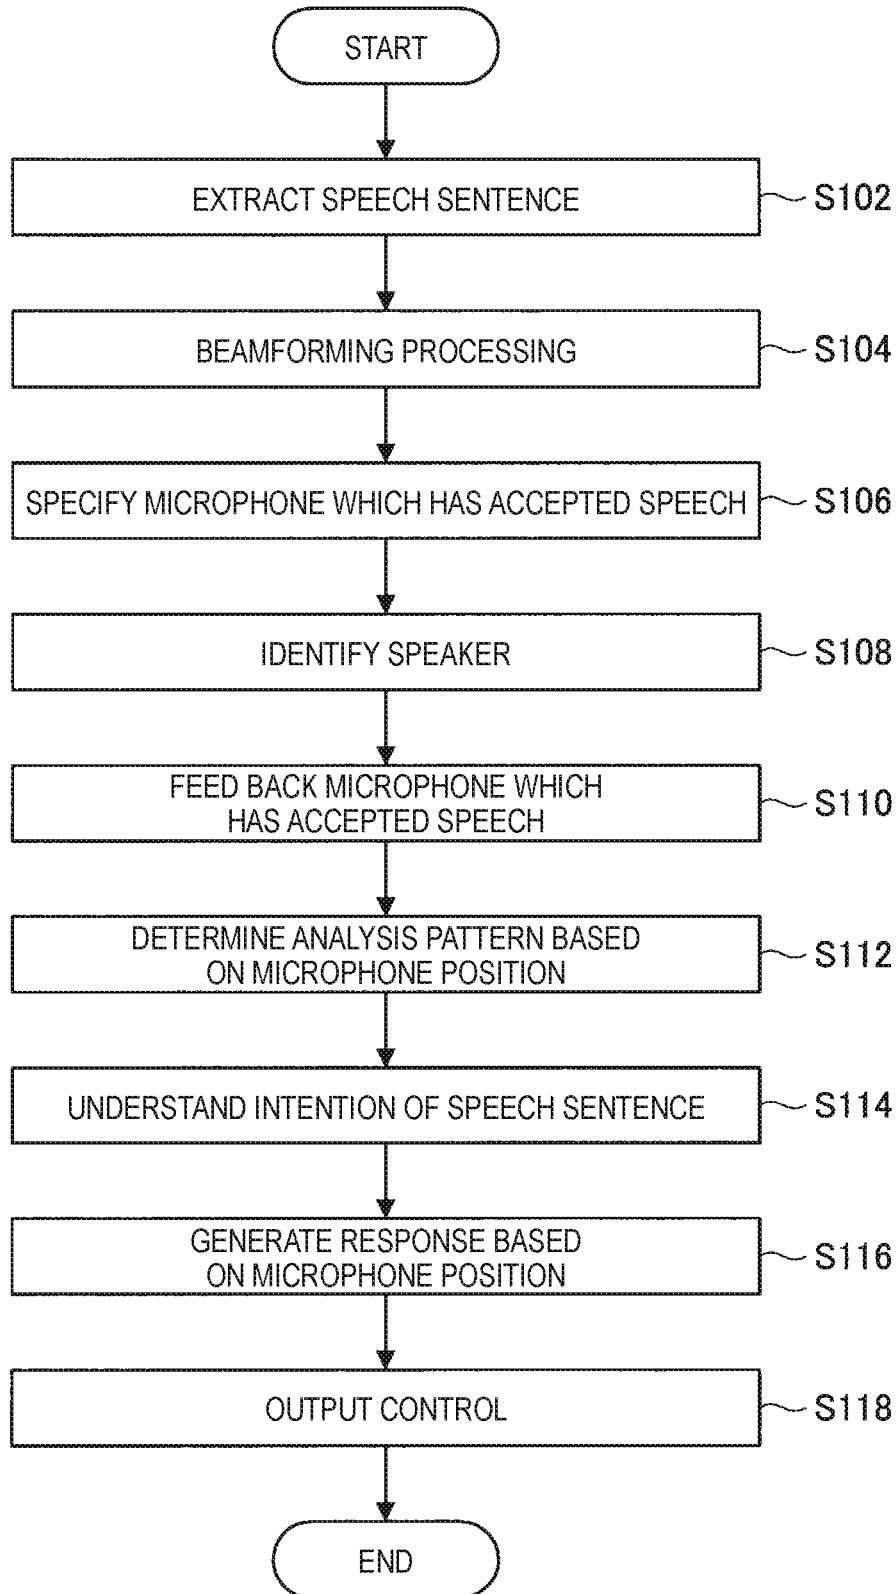 START
EXTRACT SPEECH SENTENCE
S102
BEAMFORMING PROCESSING
S104
SPECIFY MICROPHONE WHICH HAS ACCEPTED SPEECH
S106
IDENTIFY SPEAKER
S108
FEED BACK MICROPHONE WHICH
HAS ACCEPTED SPEECH
S110
DETERMINE ANALYSIS PATTERN BASED
ON MICROPHONE POSITION
S112
UNDERSTAND INTENTION OF SPEECH SENTENCE
S114
GENERATE RESPONSE BASED
ON MICROPHONE POSITION
S116
OUTPUT CONTROL
S118
END